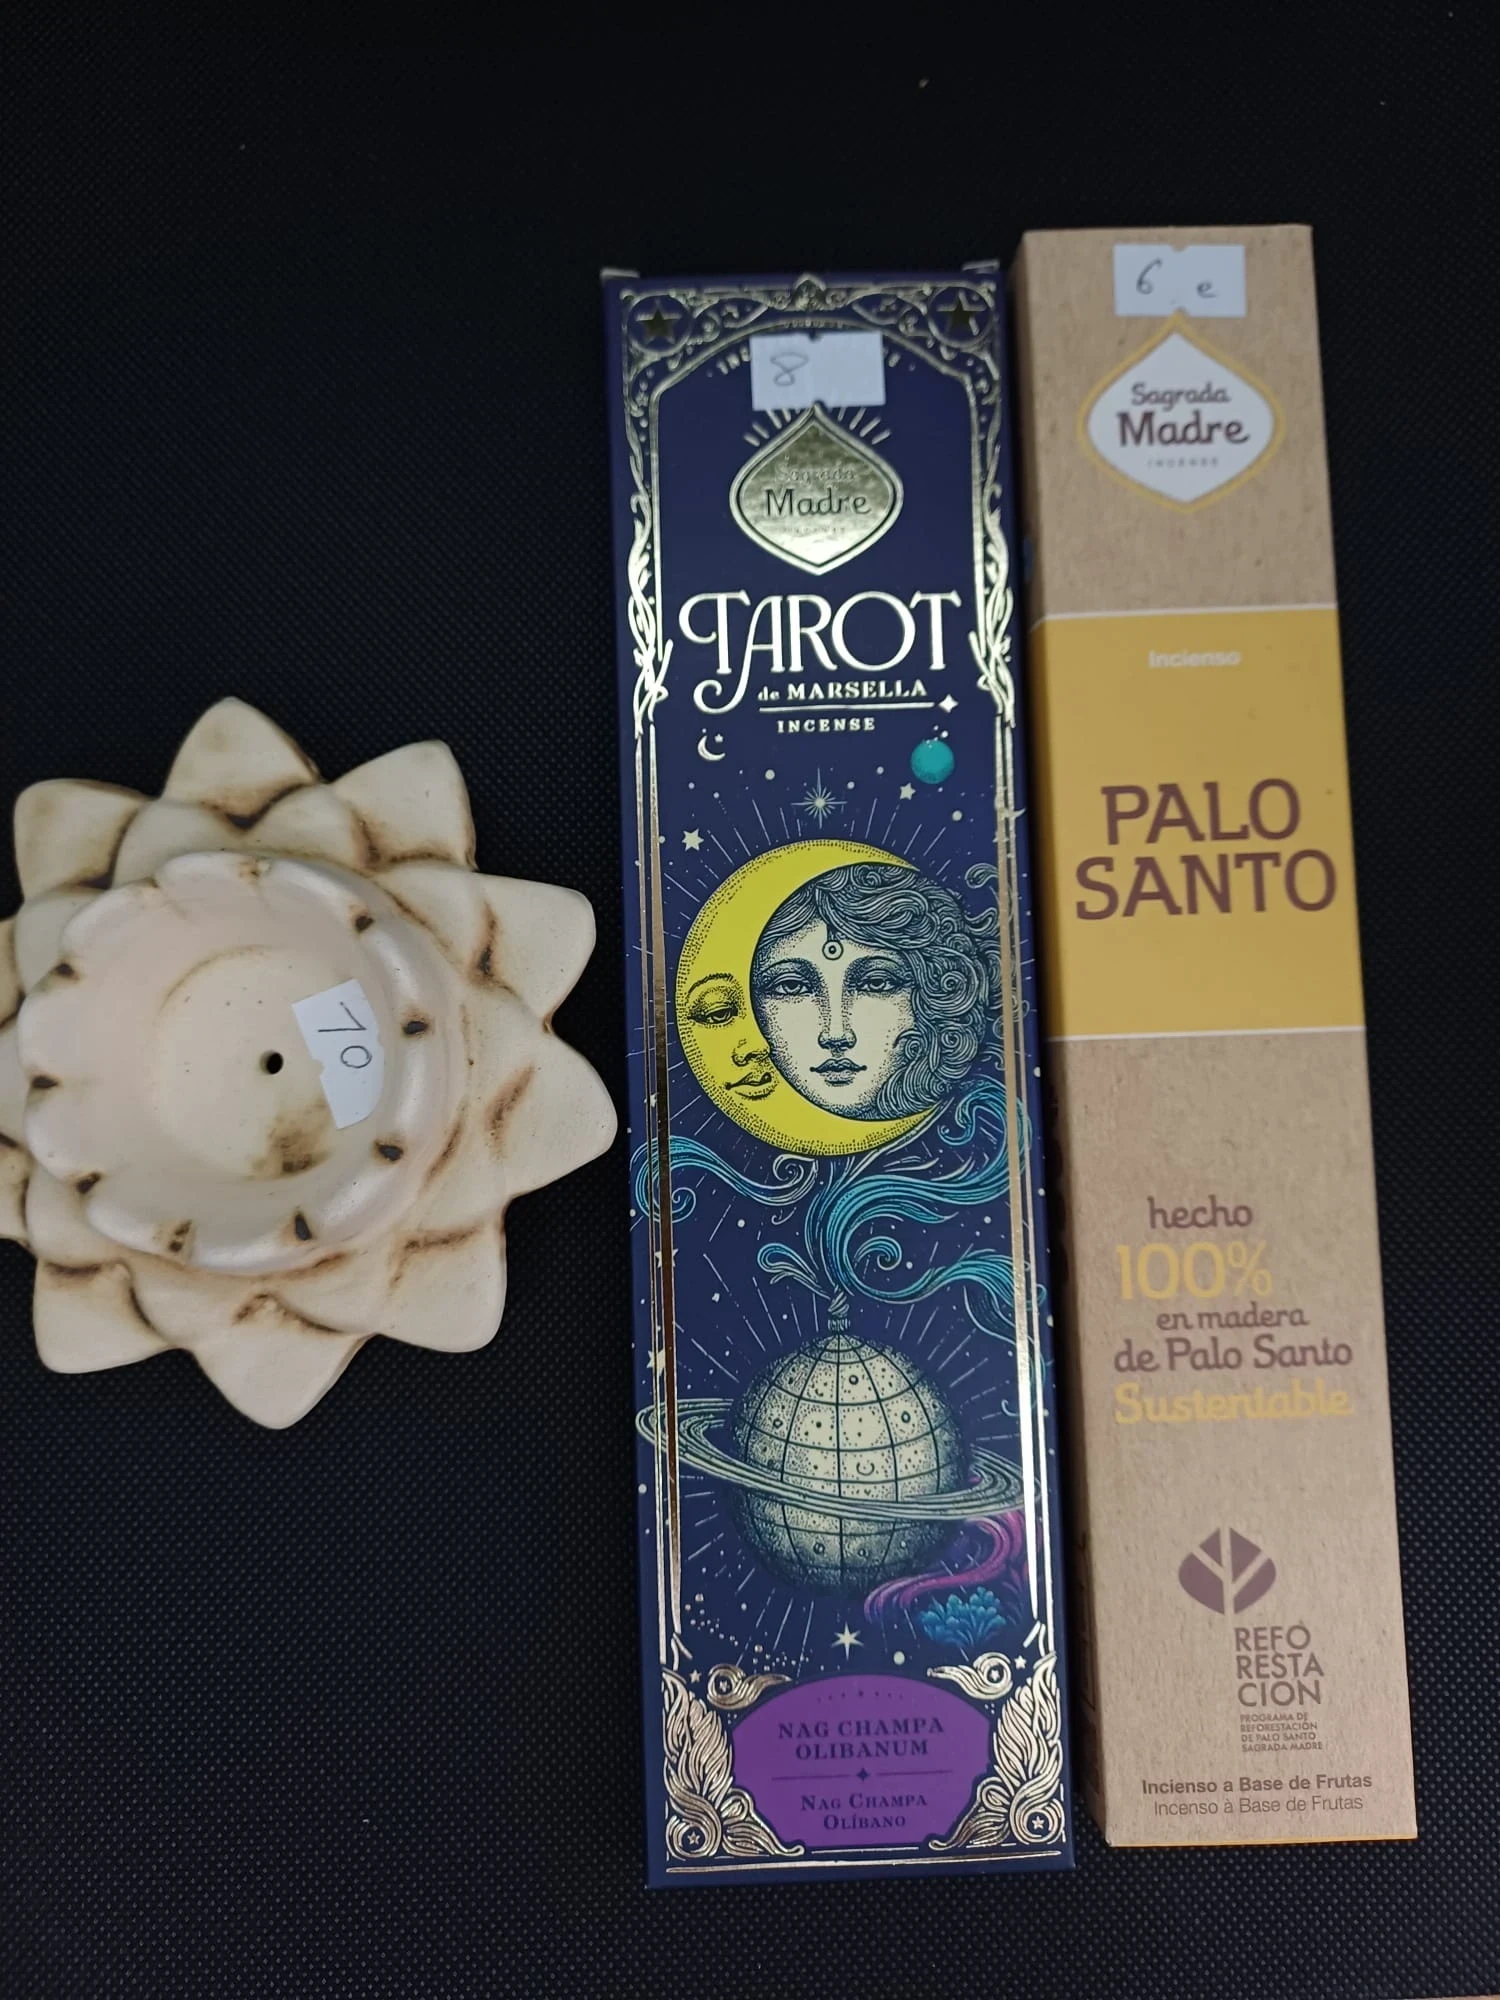 10
8
Sagrada
Madre
TAROT
de MARSELLA
INCENSE
NAG CHAMPA
OLIBANUM
NAG CHAMPA
OLÍBANO
6 e
Sagrada
Madre
INCENSE
Incienso
PALO
SANTO
hecho
100%
en madera
de Palo Santo
Sustentable
REFO
RESTA
CION
PROGRAMA DE
REFORESTACIÓN
DE PALO SANTO
SAGRADA MADRE
Incienso a Base de Frutas
Incenso à Base de Frutas